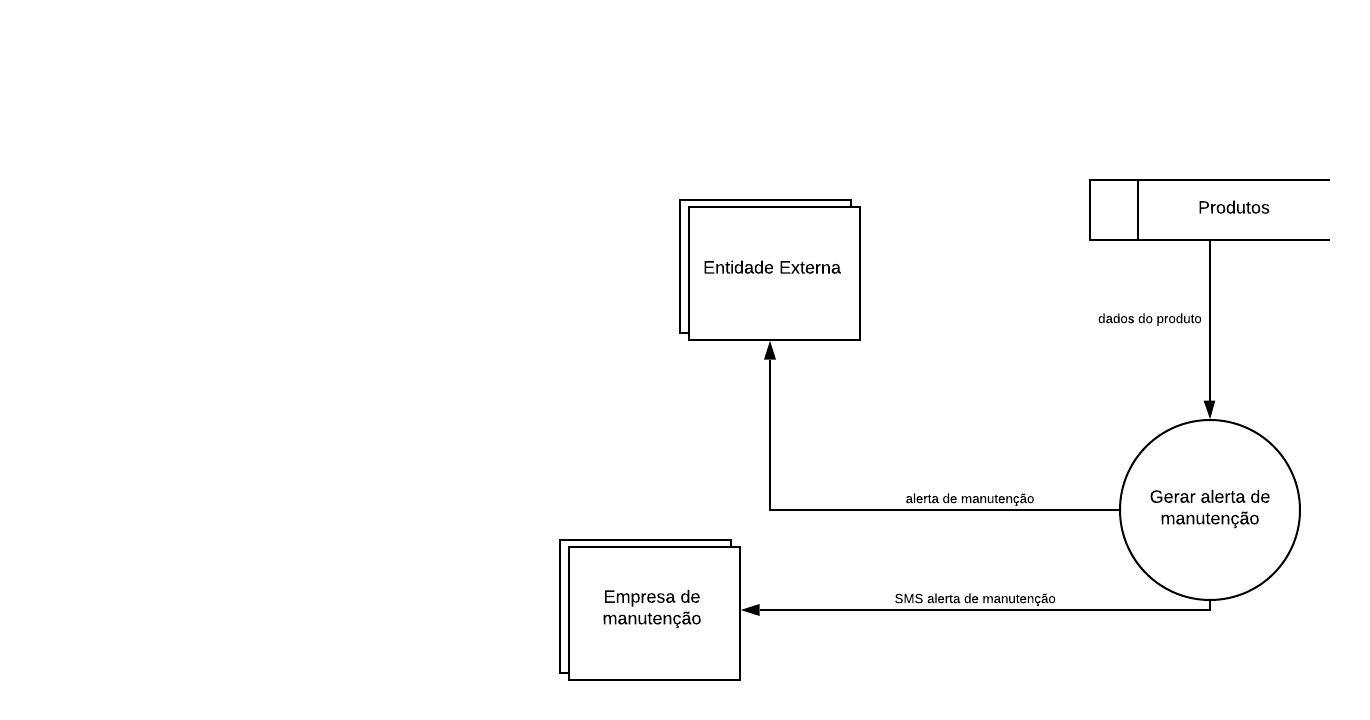 Produtos
Entidade Externa
dados do produto
alerta de manutenção
Gerar alerta de
manutenção
SMS alerta de manutenção
Empresa de
manutenção